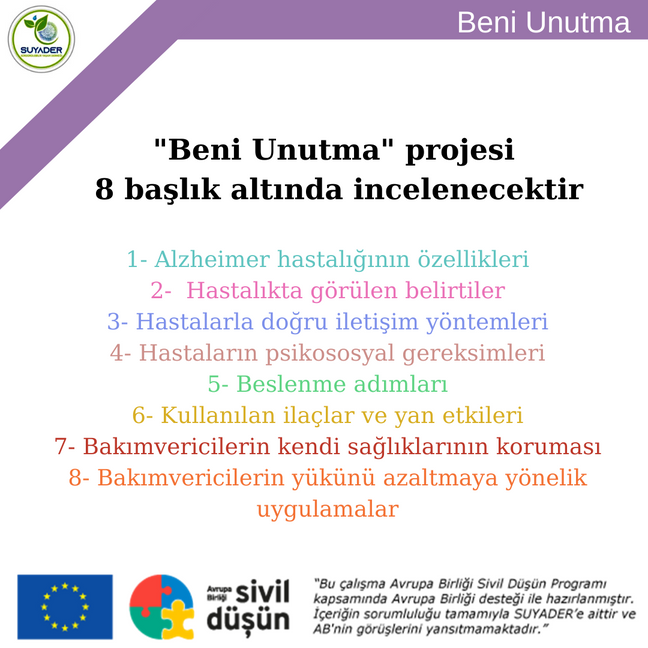 Beni Unutma
SUYADER
"Beni Unutma" projesi
8 başlık altında incelenecektir
1- Alzheimer hastalığının özellikleri
2- Hastalıkta görülen belirtiler
3- Hastalarla doğru iletişim yöntemleri
4- Hastaların psikososyal gereksimleri
5- Beslenme adımları
6- Kullanılan ilaçlar ve yan etkileri
7- Bakımvericilerin kendi sağlıklarının koruması
8- Bakımvericilerin yükünü azaltmaya yönelik
uygulamalar
Avrupa
Birliği
sivil
düşün
"Bu çalışma Avrupa Birliği Sivil Düşün Programı
kapsamında Avrupa Birliği desteği ile hazırlanmıştır.
İçeriğin sorumluluğu tamamıyla SUYADER'e aittir ve
AB'nin görüşlerini yansıtmamaktadır."